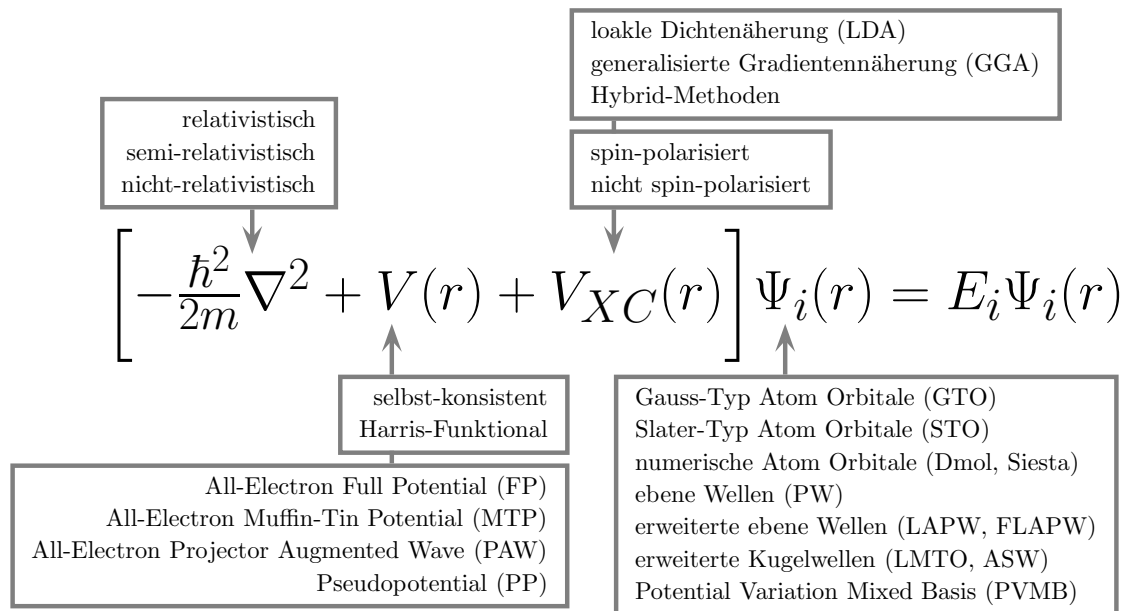 loakle Dichtenäherung (LDA)
generalisierte Gradientennäherung (GGA)
Hybrid-Methoden
relativistisch
semi-relativistisch
nicht-relativistisch
spin-polarisiert
nicht spin-polarisiert
[-ℏ²/2m ∇² + V(r) + V_{XC}(r)] Ψ_i(r) = E_iΨ_i(r)
selbst-konsistent
Harris-Funktional
All-Electron Full Potential (FP)
All-Electron Muffin-Tin Potential (MTP)
All-Electron Projector Augmented Wave (PAW)
Pseudopotential (PP)
Gauss-Typ Atom Orbitale (GTO)
Slater-Typ Atom Orbitale (STO)
numerische Atom Orbitale (Dmol, Siesta)
ebene Wellen (PW)
erweiterte ebene Wellen (LAPW, FLAPW)
erweiterte Kugelwellen (LMTO, ASW)
Potential Variation Mixed Basis (PVMB)